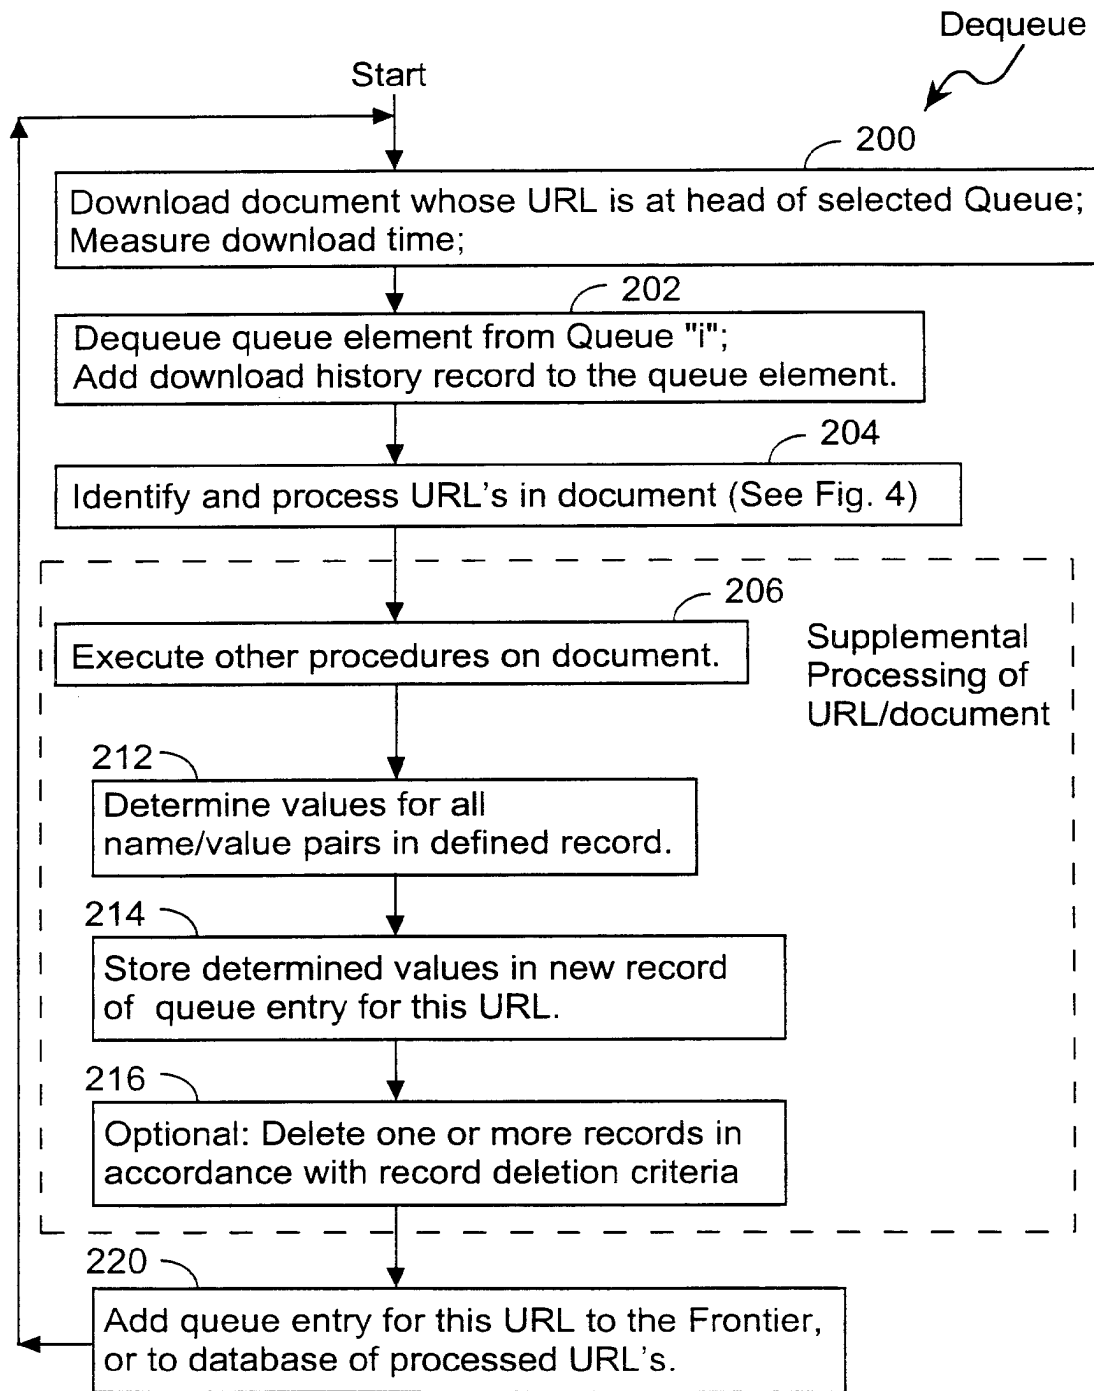 Dequeue
Start
200
Download document whose URL is at head of selected Queue;
Measure download time;
202
Dequeue queue element from Queue "i";
Add download history record to the queue element.
204
Identify and process URL's in document (See Fig. 4)
206
Execute other procedures on document.
Supplemental
Processing of
URL/document
212
Determine values for all
name/value pairs in defined record.
214
Store determined values in new record
of queue entry for this URL.
216
Optional: Delete one or more records in
accordance with record deletion criteria
220
Add queue entry for this URL to the Frontier,
or to database of processed URL's.